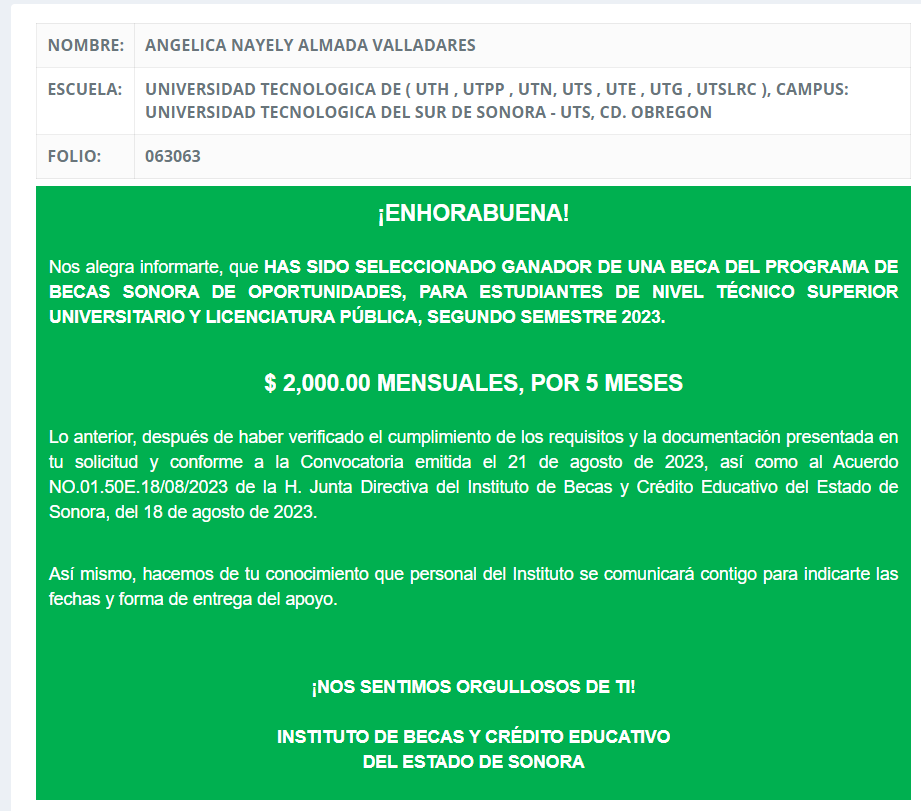 NOMBRE: ANGELICA NAYELY ALMADA VALLADARES
ESCUELA: UNIVERSIDAD TECNOLOGICA DE ( UTH , UTPP , UTN, UTS , UTE , UTG , UTSLRC ), CAMPUS:
UNIVERSIDAD TECNOLOGICA DEL SUR DE SONORA - UTS, CD. OBREGON
FOLIO: 063063
¡ENHORABUENA!
Nos alegra informarte, que HAS SIDO SELECCIONADO GANADOR DE UNA BECA DEL PROGRAMA DE
BECAS SONORA DE OPORTUNIDADES, PARA ESTUDIANTES DE NIVEL TÉCNICO SUPERIOR
UNIVERSITARIO Y LICENCIATURA PÚBLICA, SEGUNDO SEMESTRE 2023.
$ 2,000.00 MENSUALES, POR 5 MESES
Lo anterior, después de haber verificado el cumplimiento de los requisitos y la documentación presentada en
tu solicitud y conforme a la Convocatoria emitida el 21 de agosto de 2023, así como al Acuerdo
NO.01.50E.18/08/2023 de la H. Junta Directiva del Instituto de Becas y Crédito Educativo del Estado de
Sonora, del 18 de agosto de 2023.
Así mismo, hacemos de tu conocimiento que personal del Instituto se comunicará contigo para indicarte las
fechas y forma de entrega del apoyo.
¡NOS SENTIMOS ORGULLOSOS DE TI!
INSTITUTO DE BECAS Y CRÉDITO EDUCATIVO
DEL ESTADO DE SONORA